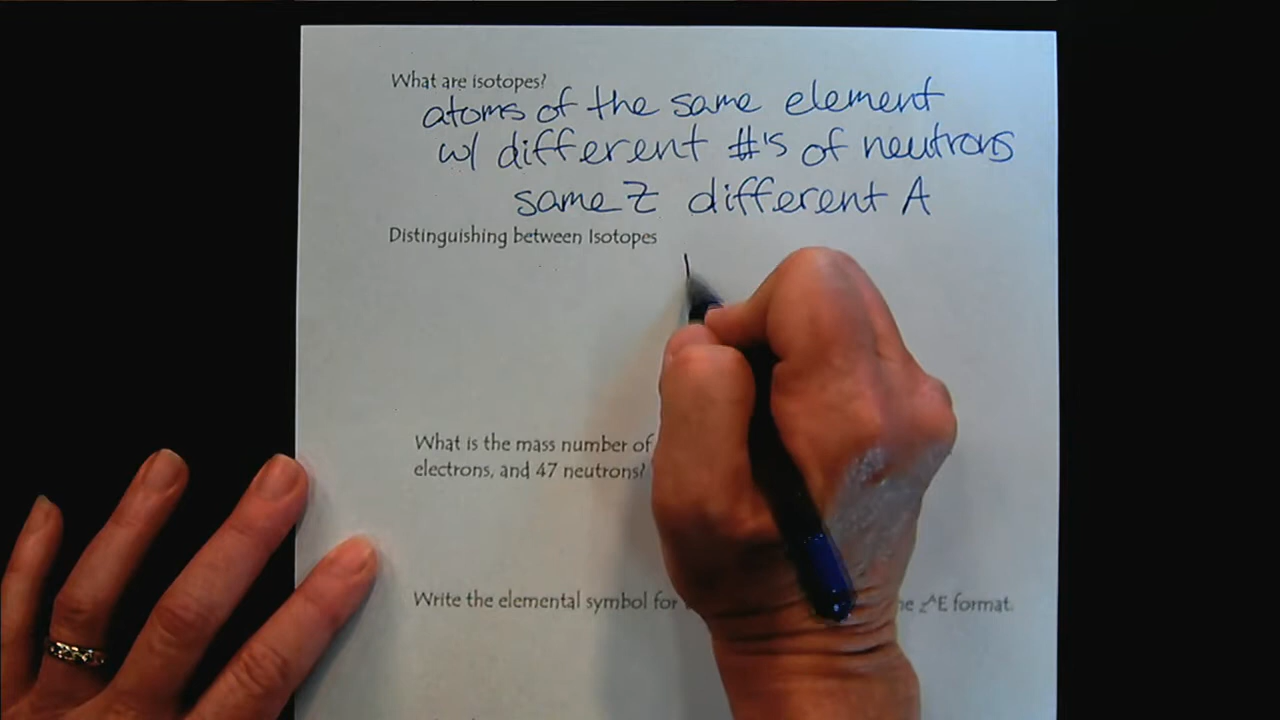 What are isotopes?
atoms of the same element
w/ different #'s of neutrons
same Z different A
Distinguishing between Isotopes
What is the mass number of
electrons, and 47 neutrons?
Write the elemental symbol for
zᴬE format.